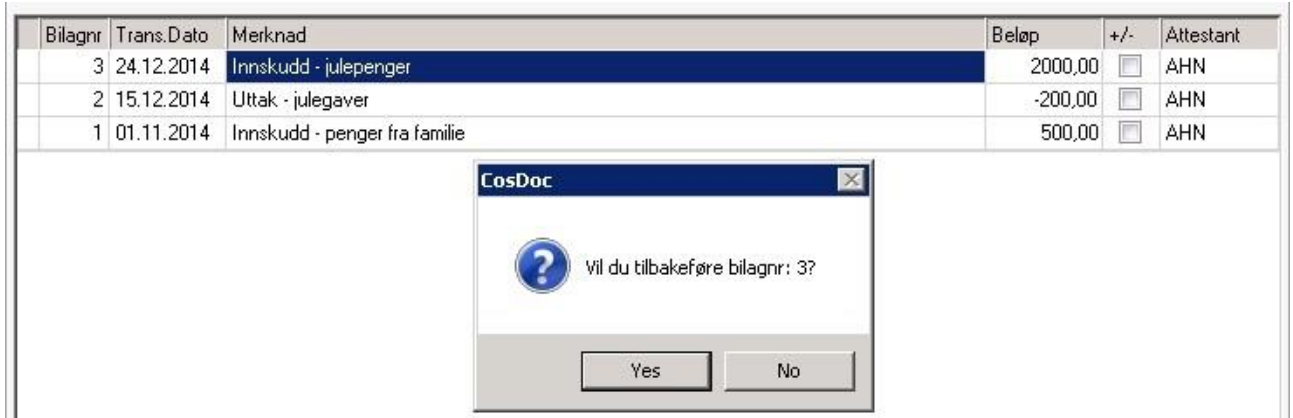 Bilagnr Trans.Dato Merknad Beløp +/- Attestant
3 24.12.2014 Innskudd - julepenger 2000,00 AHN
2 15.12.2014 Uttak - julegaver -200,00 AHN
1 01.11.2014 Innskudd - penger fra familie 500,00 AHN
CosDoc
Vil du tilbakeføre bilagnr: 3?
Yes No